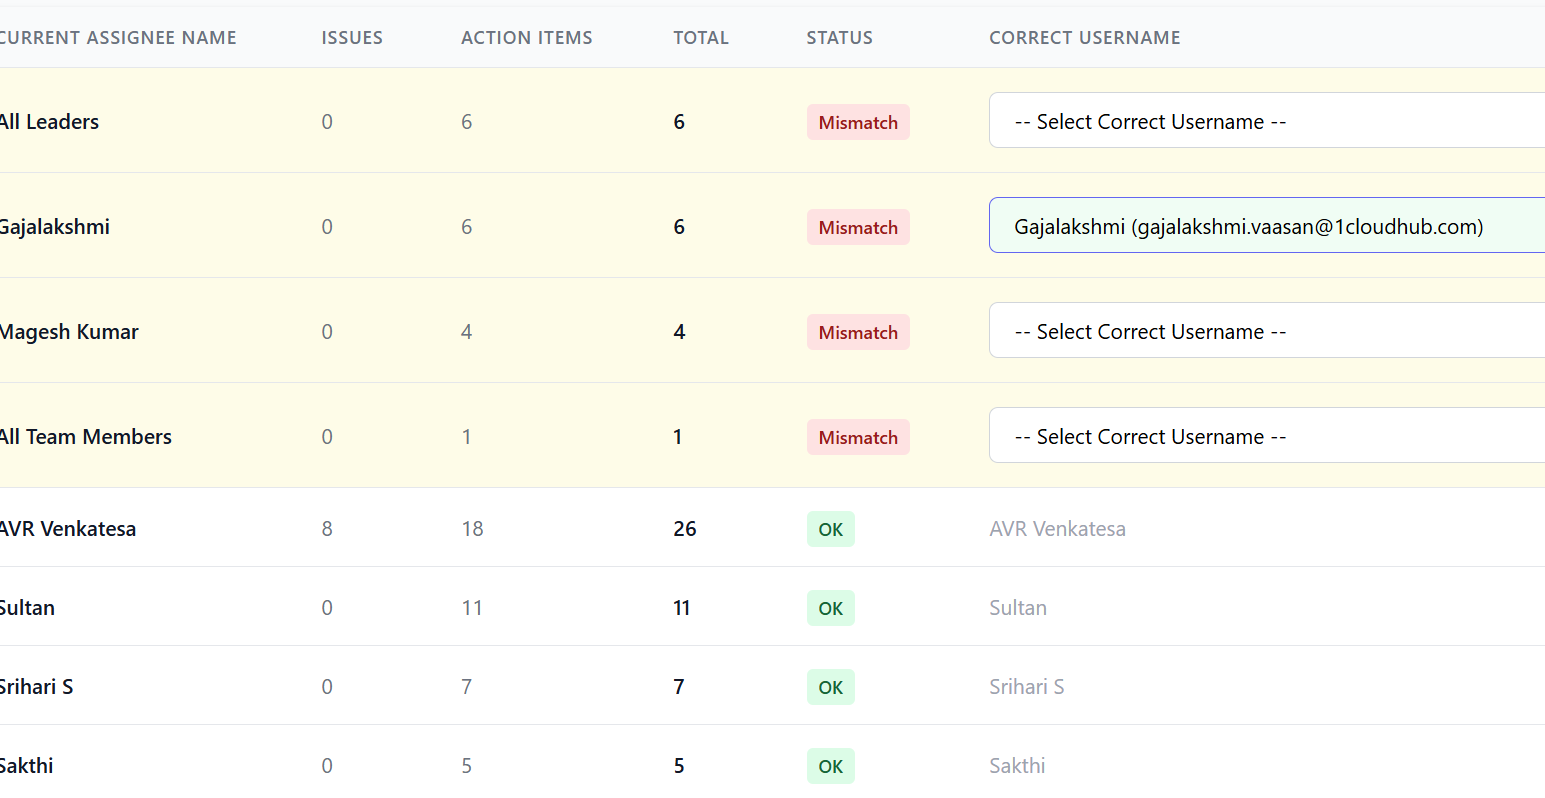 CURRENT ASSIGNEE NAME ISSUES ACTION ITEMS TOTAL STATUS CORRECT USERNAME
All Leaders 0 6 6 Mismatch -- Select Correct Username --
Gajalakshmi 0 6 6 Mismatch Gajalakshmi (gajalakshmi.vaasan@1cloudhub.com)
Magesh Kumar 0 4 4 Mismatch -- Select Correct Username --
All Team Members 0 1 1 Mismatch -- Select Correct Username --
AVR Venkatesa 8 18 26 OK AVR Venkatesa
Sultan 0 11 11 OK Sultan
Srihari S 0 7 7 OK Srihari S
Sakthi 0 5 5 OK Sakthi